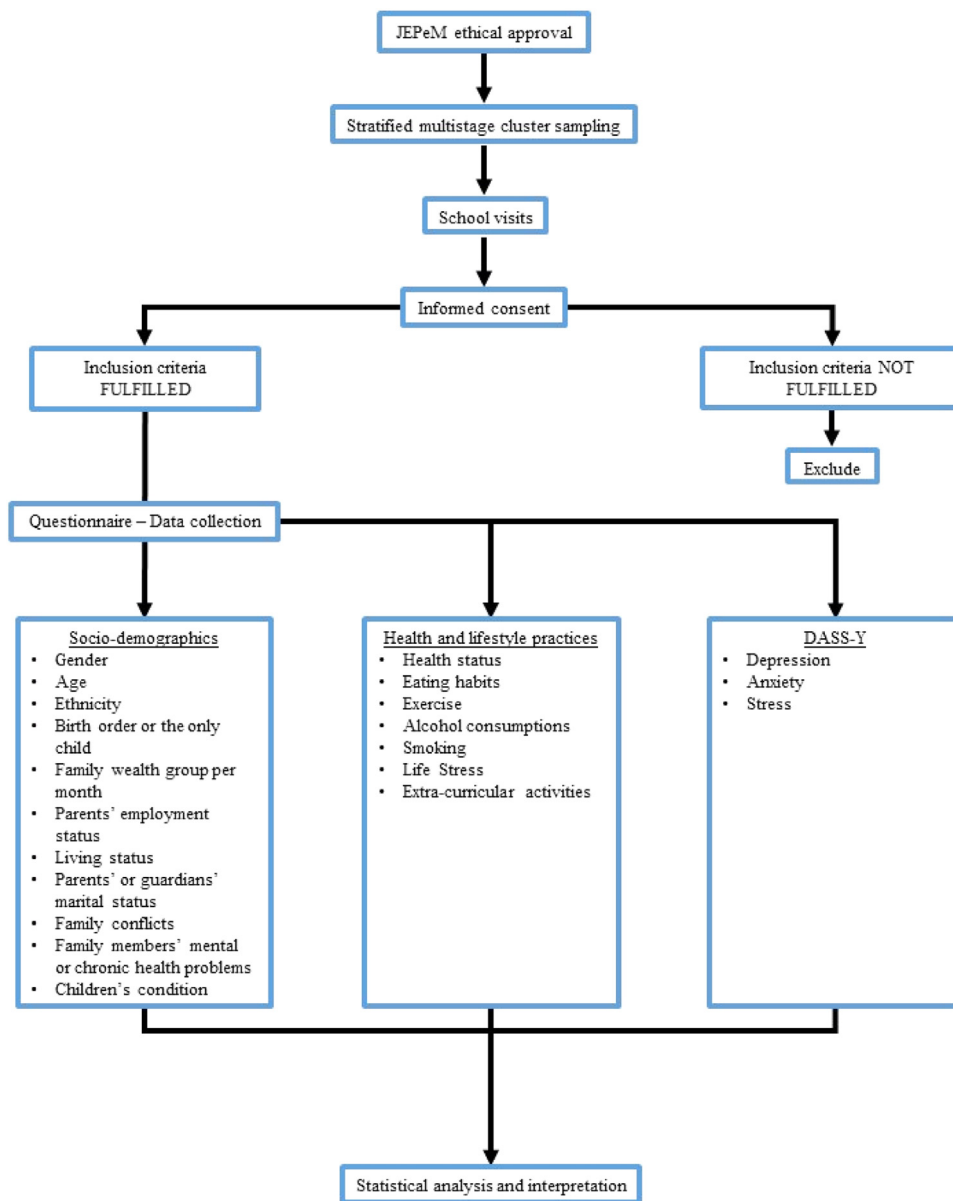 JEPeM ethical approval
Stratified multistage cluster sampling
School visits
Informed consent
Inclusion criteria
FULFILLED
Inclusion criteria NOT
FULFILLED
Exclude
Questionnaire – Data collection
Socio-demographics
• Gender
• Age
• Ethnicity
• Birth order or the only
child
• Family wealth group per
month
• Parents' employment
status
• Living status
• Parents' or guardians'
marital status
• Family conflicts
• Family members' mental
or chronic health problems
• Children's condition
Health and lifestyle practices
• Health status
• Eating habits
• Exercise
• Alcohol consumptions
• Smoking
• Life Stress
• Extra-curricular activities
DASS-Y
• Depression
• Anxiety
• Stress
Statistical analysis and interpretation